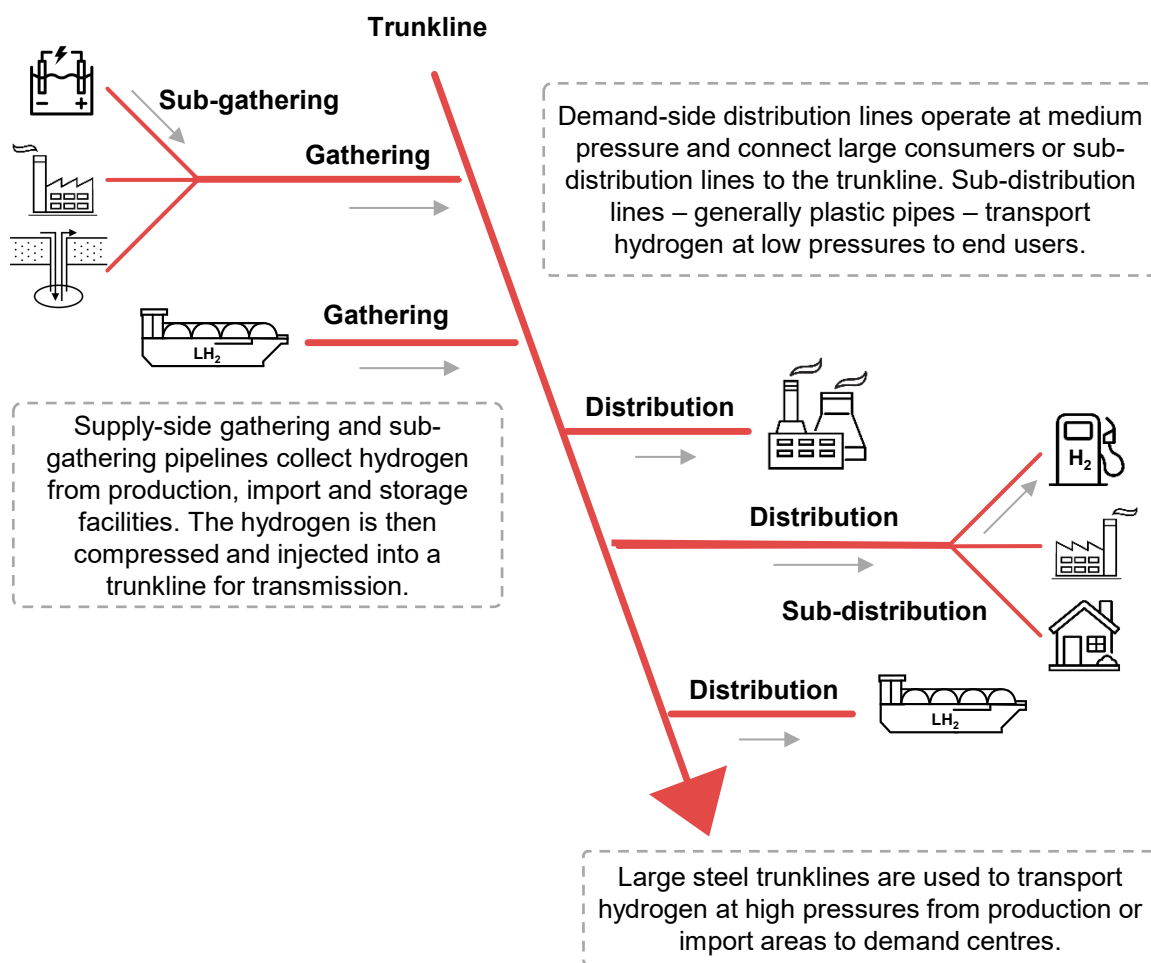 Trunkline
− +
Sub-gathering
Gathering
Demand-side distribution lines operate at medium
pressure and connect large consumers or sub-
distribution lines to the trunkline. Sub-distribution
lines – generally plastic pipes – transport
hydrogen at low pressures to end users.
Gathering
LH₂
Supply-side gathering and sub-
gathering pipelines collect hydrogen
from production, import and storage
facilities. The hydrogen is then
compressed and injected into a
trunkline for transmission.
Distribution
H₂
Distribution
Sub-distribution
Distribution
LH₂
Large steel trunklines are used to transport
hydrogen at high pressures from production or
import areas to demand centres.